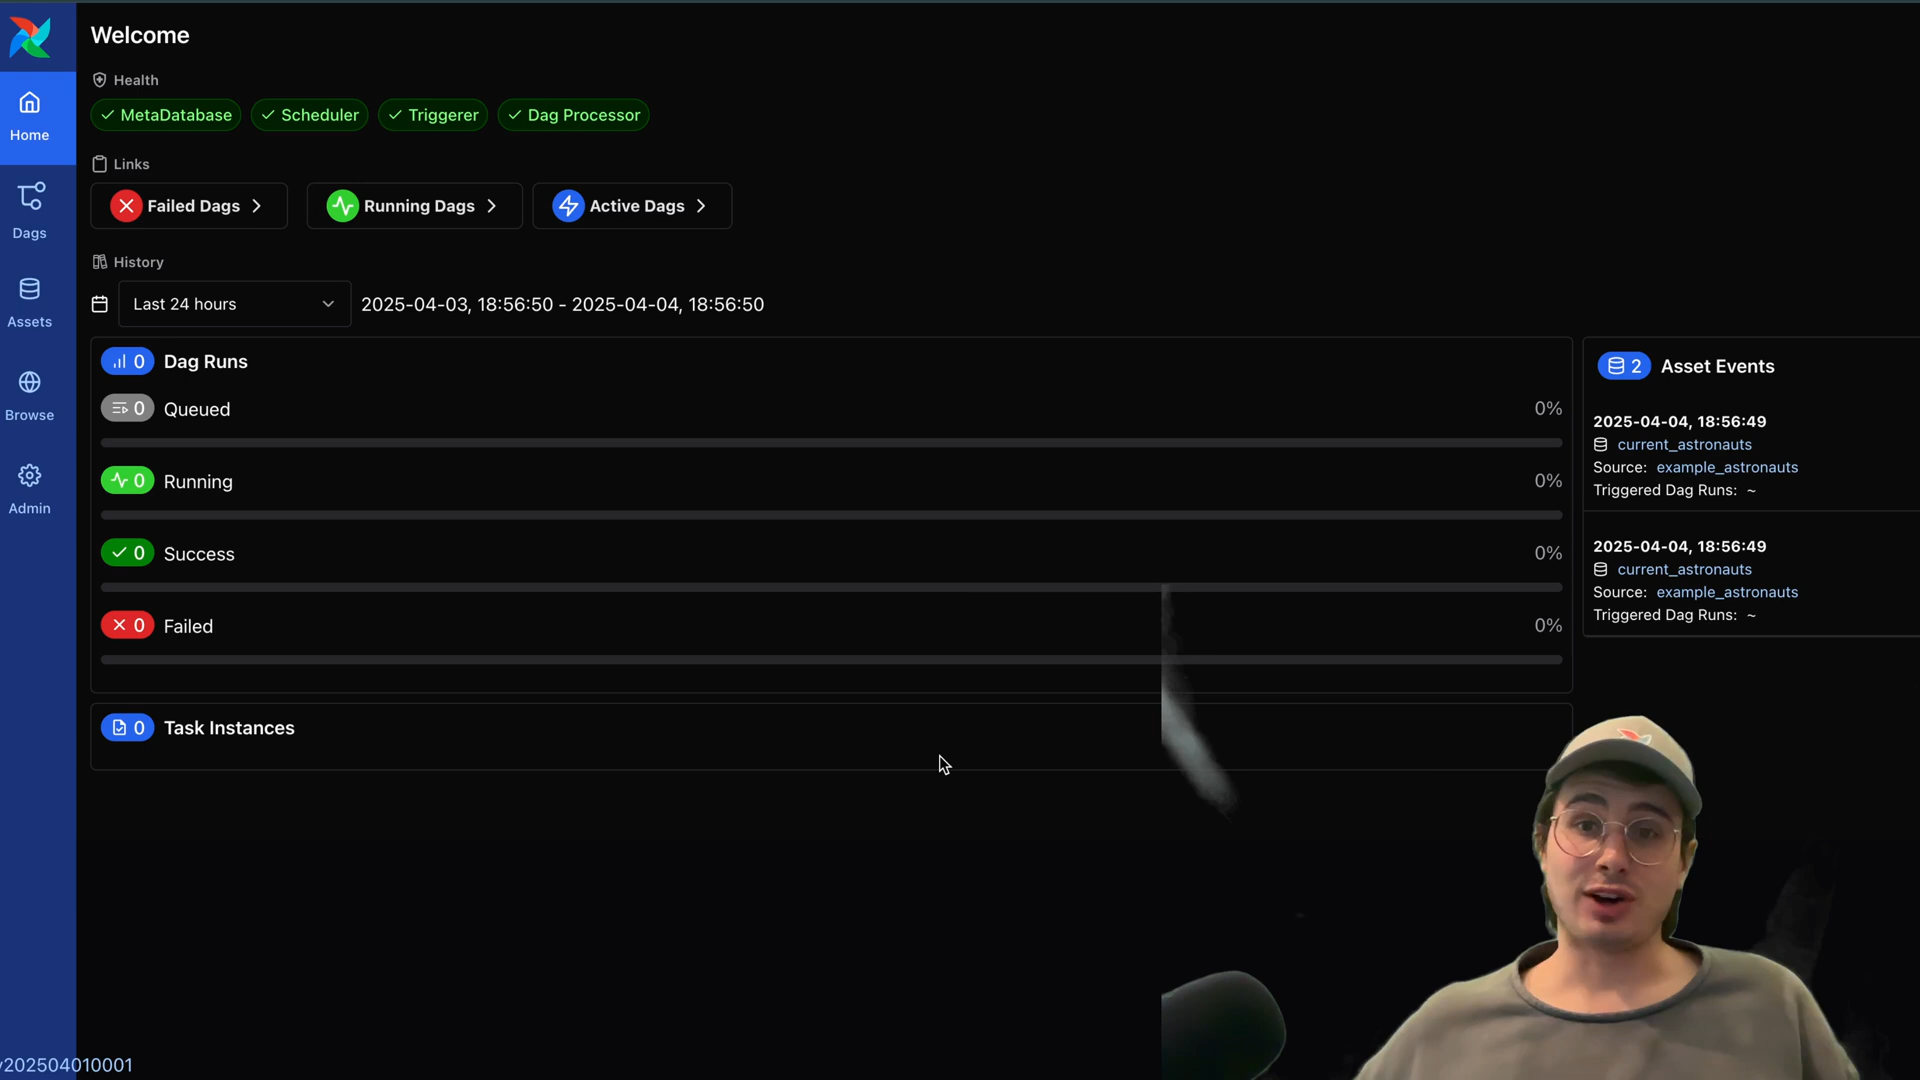 Welcome
Health
MetaDatabase
Scheduler
Triggerer
Dag Processor
Links
Failed Dags
Running Dags
Active Dags
History
Last 24 hours
2025-04-03, 18:56:50 - 2025-04-04, 18:56:50
0 Dag Runs
0 Queued 0%
0 Running 0%
0 Success 0%
0 Failed 0%
0 Task Instances
2 Asset Events
2025-04-04, 18:56:49
current_astronauts
Source: example_astronauts
Triggered Dag Runs: ~
2025-04-04, 18:56:49
current_astronauts
Source: example_astronauts
Triggered Dag Runs: ~
Home
Dags
Assets
Browse
Admin
v202504010001